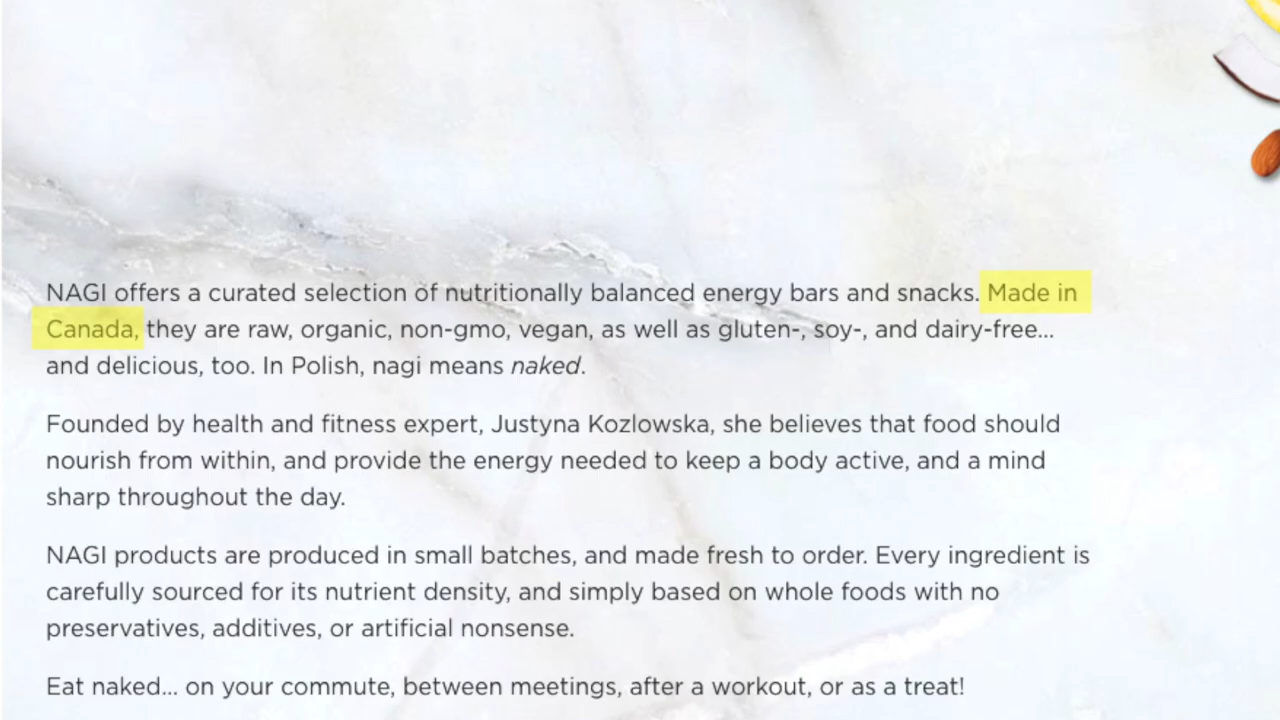 NAGI offers a curated selection of nutritionally balanced energy bars and snacks. Made in
Canada, they are raw, organic, non-gmo, vegan, as well as gluten-, soy-, and dairy-free...
and delicious, too. In Polish, nagi means naked.
Founded by health and fitness expert, Justyna Kozlowska, she believes that food should
nourish from within, and provide the energy needed to keep a body active, and a mind
sharp throughout the day.
NAGI products are produced in small batches, and made fresh to order. Every ingredient is
carefully sourced for its nutrient density, and simply based on whole foods with no
preservatives, additives, or artificial nonsense.
Eat naked... on your commute, between meetings, after a workout, or as a treat!